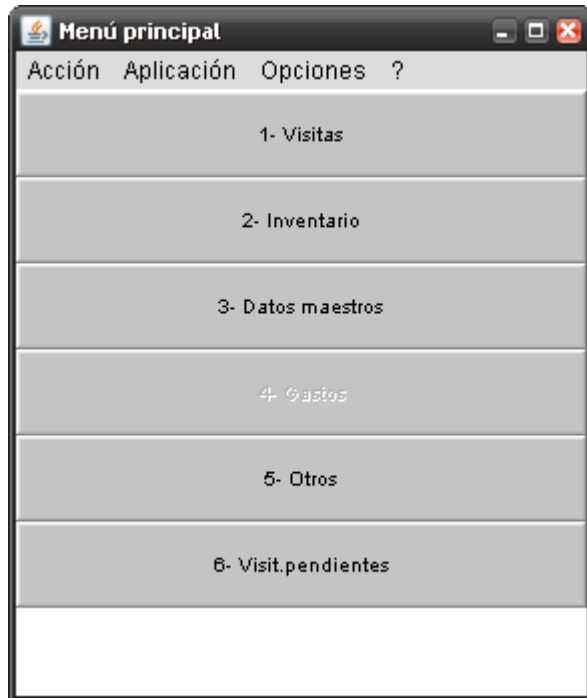 Menú principal
Acción Aplicación Opciones ?
1- Visitas
2- Inventario
3- Datos maestros
4- Gastos
5- Otros
6- Visit.pendientes